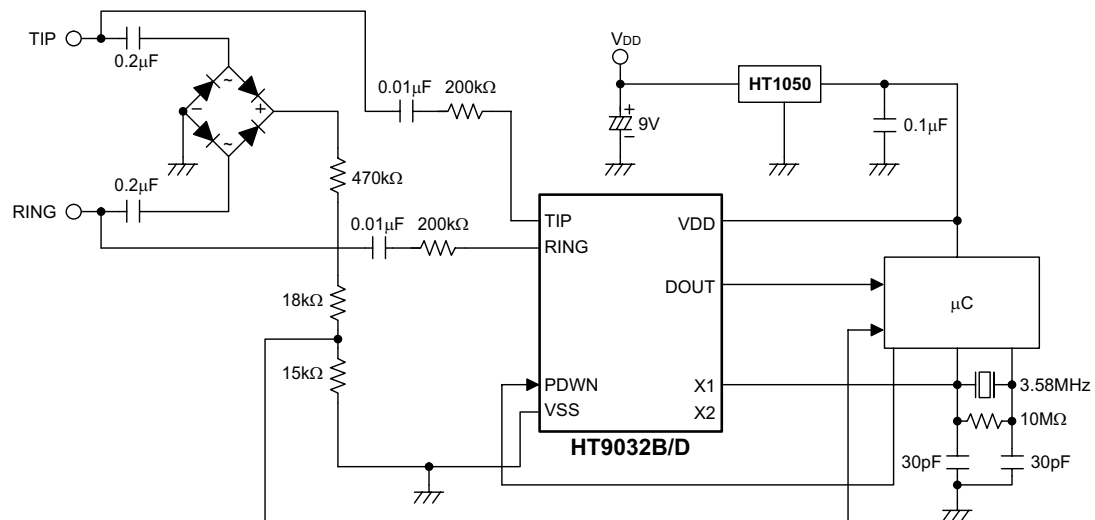 TIP
0.2μF
~
−
+
~
0.2μF
RING
0.01μF
200kΩ
470kΩ
0.01μF
200kΩ
18kΩ
15kΩ
VDD
+
9V
−
HT1050
0.1μF
TIP
RING
PDWN
VSS
VDD
DOUT
X1
X2
HT9032B/D
μC
3.58MHz
10MΩ
30pF
30pF